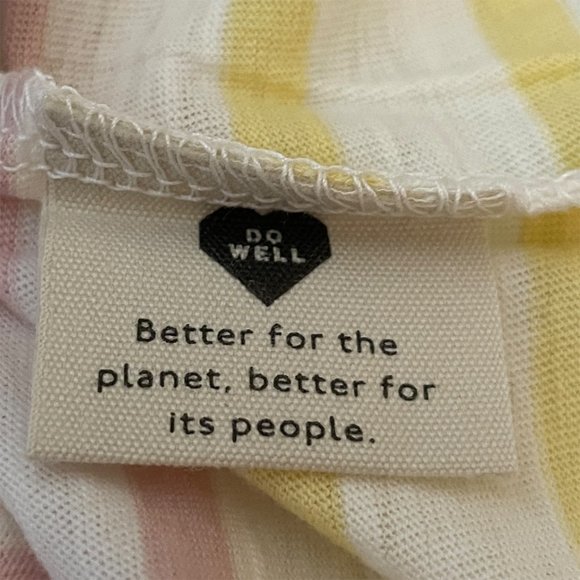 DO
WELL
Better for the
planet, better for
its people.